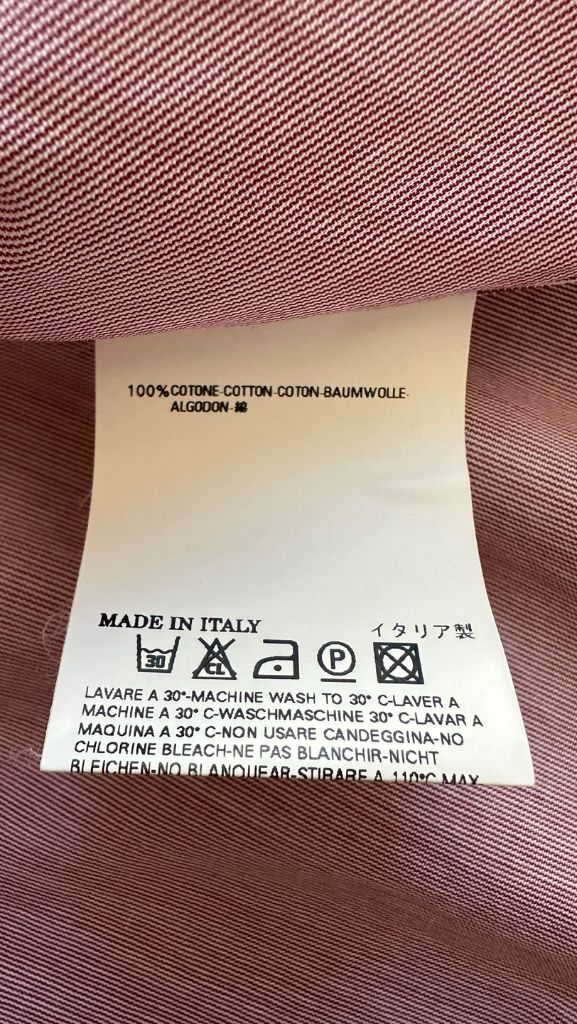 100% COTONE-COTTON-COTON-BAUMWOLLE-
ALGODON-綿
MADE IN ITALY
イタリア製
30 CL P
LAVARE A 30°-MACHINE WASH TO 30° C-LAVER A
MACHINE A 30° C-WASCHMASCHINE 30° C-LAVAR A
MAQUINA A 30° C-NON USARE CANDEGGINA-NO
CHLORINE BLEACH-NE PAS BLANCHIR-NICHT
BLEICHEN-NO BLANQUEAR-STIRARE A 110°C MAX